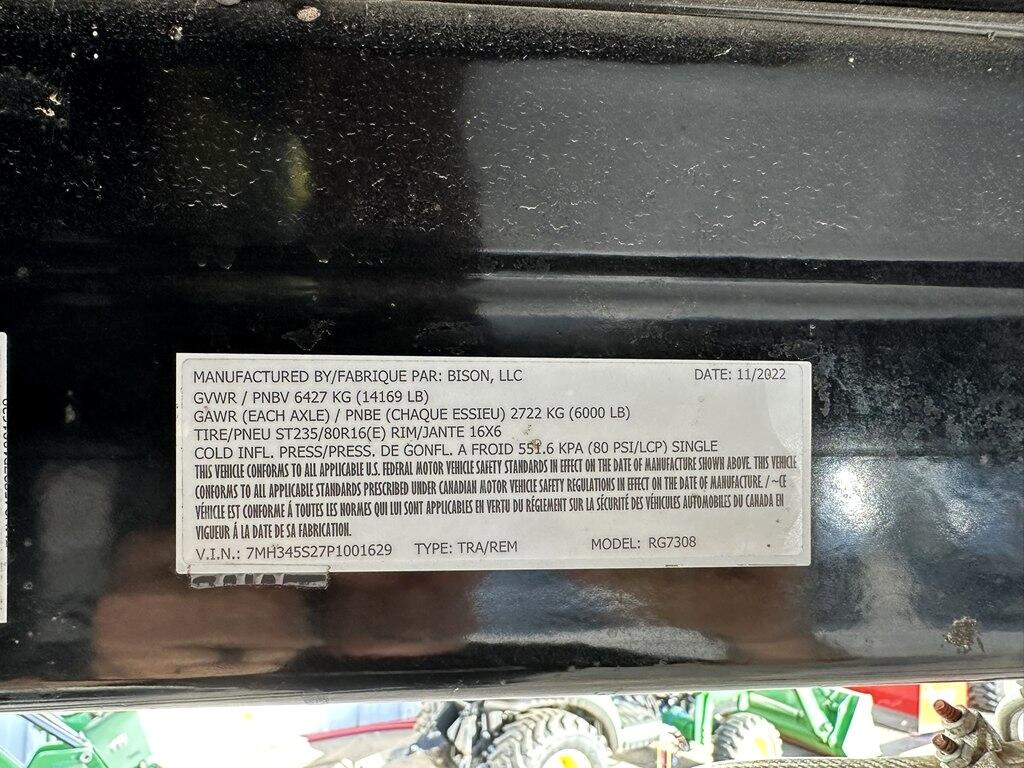 MANUFACTURED BY/FABRIQUE PAR: BISON, LLC DATE: 11/2022
GVWR / PNBV 6427 KG (14169 LB)
GAWR (EACH AXLE) / PNBE (CHAQUE ESSIEU) 2722 KG (6000 LB)
TIRE/PNEU ST235/80R16(E) RIM/JANTE 16X6
COLD INFL. PRESS/PRESS. DE GONFL. A FROID 551.6 KPA (80 PSI/LCP) SINGLE
THIS VEHICLE CONFORMS TO ALL APPLICABLE U.S. FEDERAL MOTOR VEHICLE SAFETY STANDARDS IN EFFECT ON THE DATE OF MANUFACTURE SHOWN ABOVE. THIS VEHICLE
CONFORMS TO ALL APPLICABLE STANDARDS PRESCRIBED UNDER CANADIAN MOTOR VEHICLE SAFETY REGULATIONS IN EFFECT ON THE DATE OF MANUFACTURE. / ~CE
VÉHICLE EST CONFORME Á TOUTES LES NORMES QUI LUI SONT APPLICABLES EN VERTU DU RÉGLEMENT SUR LA SÉCURITÉ DES VÉHICULES AUTOMOBILES DU CANADA EN
VIGUEUR Á LA DATE DE SA FABRICATION.
V.I.N.: 7MH345S27P1001629 TYPE: TRA/REM MODEL: RG7308